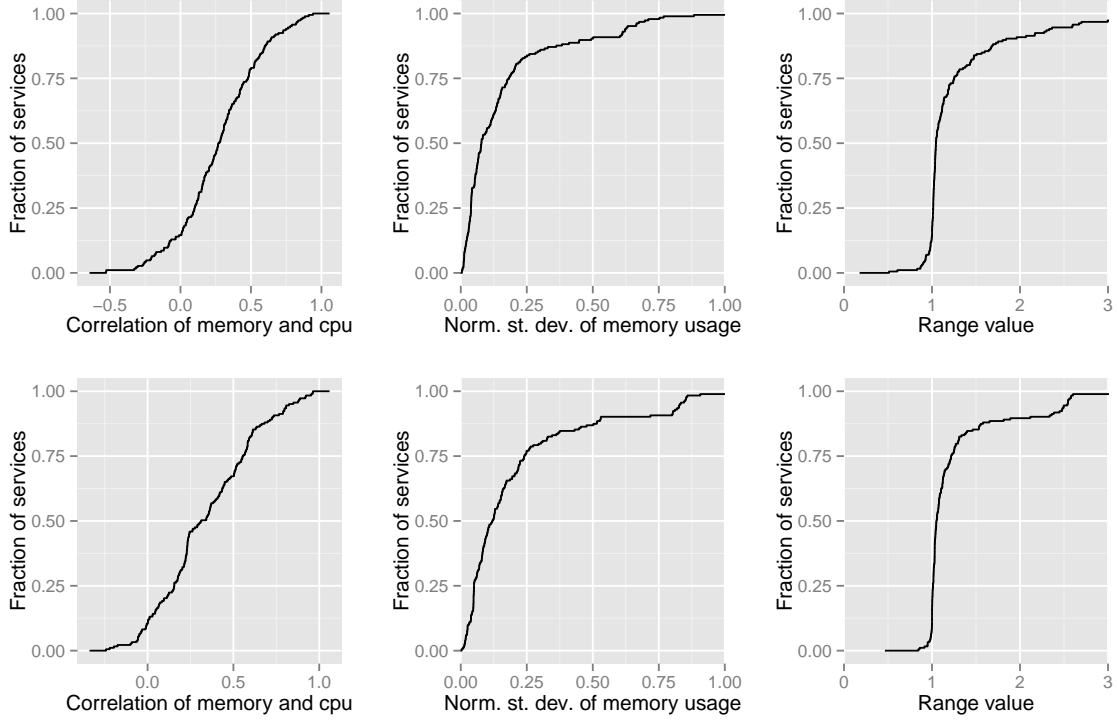 1.00
0.75
0.50
0.25
0.00
Fraction of services
−0.5 0.0 0.5 1.0
Correlation of memory and cpu
1.00
0.75
0.50
0.25
0.00
Fraction of services
0.00 0.25 0.50 0.75 1.00
Norm. st. dev. of memory usage
1.00
0.75
0.50
0.25
0.00
Fraction of services
0 1 2 3
Range value
1.00
0.75
0.50
0.25
0.00
Fraction of services
0.0 0.5 1.0
Correlation of memory and cpu
1.00
0.75
0.50
0.25
0.00
Fraction of services
0.00 0.25 0.50 0.75 1.00
Norm. st. dev. of memory usage
1.00
0.75
0.50
0.25
0.00
Fraction of services
0 1 2 3
Range value